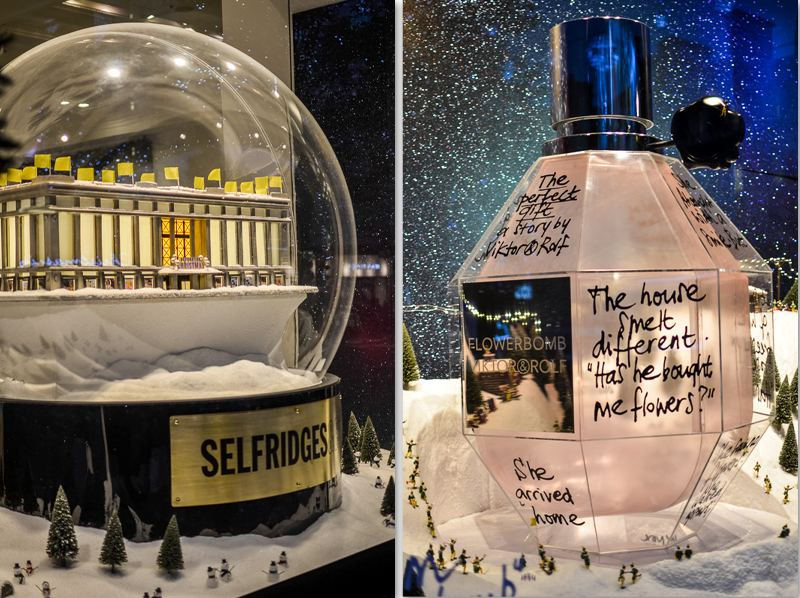 CHRISTMAS
SELFRIDGES
The
perfect
gift
a story by
Viktor&Rolf
FLOWERBOMB
VIKTOR&ROLF
The house
smelt
different.
"Has he bought
me flowers?"
She
arrived
home